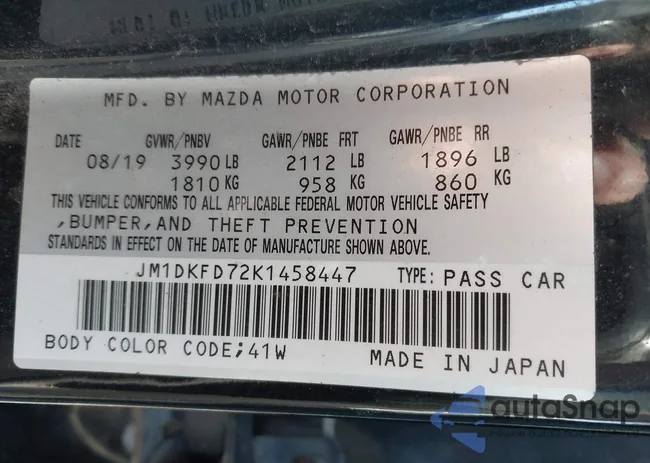 MFD. BY MAZDA MOTOR CORPORATION
DATE GVWR/PNBV GAWR/PNBE FRT GAWR/PNBE RR
08/19 3990 LB 2112 LB 1896 LB
1810 KG 958 KG 860 KG
THIS VEHICLE CONFORMS TO ALL APPLICABLE FEDERAL MOTOR VEHICLE SAFETY
,BUMPER,AND THEFT PREVENTION
STANDARDS IN EFFECT ON THE DATE OF MANUFACTURE SHOWN ABOVE.
JM1DKFD72K1458447 TYPE: PASS CAR
BODY COLOR CODE;41W MADE IN JAPAN
autoSnap